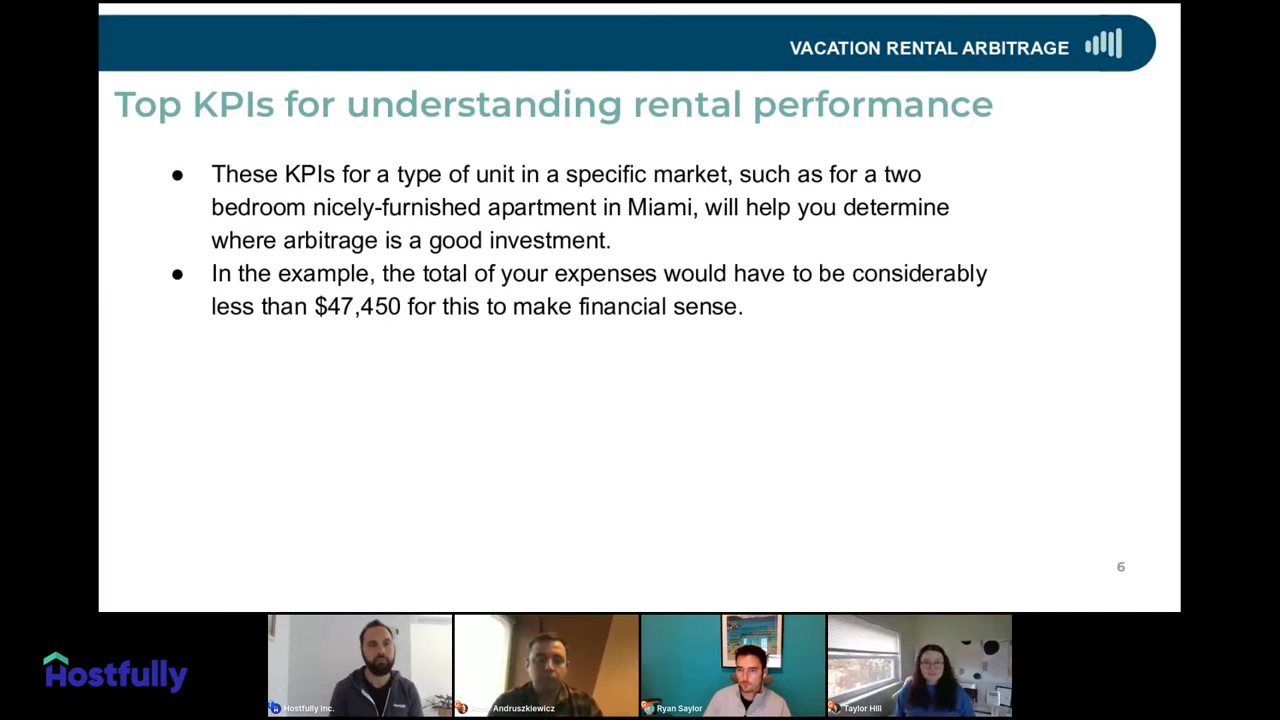 VACATION RENTAL ARBITRAGE
Top KPIs for understanding rental performance
● These KPIs for a type of unit in a specific market, such as for a two
bedroom nicely-furnished apartment in Miami, will help you determine
where arbitrage is a good investment.
● In the example, the total of your expenses would have to be considerably
less than $47,450 for this to make financial sense.
6
Hostfully
Hostfully Inc.
Andruszkiewicz
Ryan Saylor
Taylor Hill